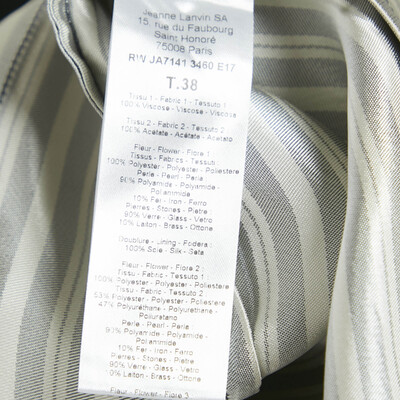 Jeanne Lanvin SA
15, rue du Faubourg
Saint Honoré
75008 Paris
RW JA7141 3460 E17
T.38
Tissu 1 - Fabric 1 - Tessuto 1
100% Viscose - Viscose - Viscosa
Tissu 2 - Fabric 2 - Tessuto 2
100% Acétate - Acetate - Acetato
Fleur - Flower - Fiore 1
Tissus - Fabrics - Tessuti
100% Polyester - Polyester - Poliestere
Perle - Pearl - Perle
90% Polyamide - Polyamide-
Poliammide
10% Fer - Iron - Ferro
Pierres - Stones - Pietre
90% Verre - Glass - Vetro
10% Laiton - Brass - Ottone
Doublure - Lining - Fodera :
100% Soie - Silk - Seta
Fleur - Flower - Fiore 2 :
Tissu - Fabric - Tessuto 1
100% Polyester - Polyester - Poliestere
Tissu - Fabric - Tessuto 2
53% Polyester - Polyester - Poliestere
47% Polyuréthane - Polyurethane -
Poliuretano
Perle - Pearl - Perle
90% Polyamide - Polyamide-
Poliammide
10% Fer - Iron - Ferro
Pierres - Stones - Pietre
90% Verre - Glass - Vetro
0% Laiton - Brass - Ottone
Fleur - Flower - Fiore 3